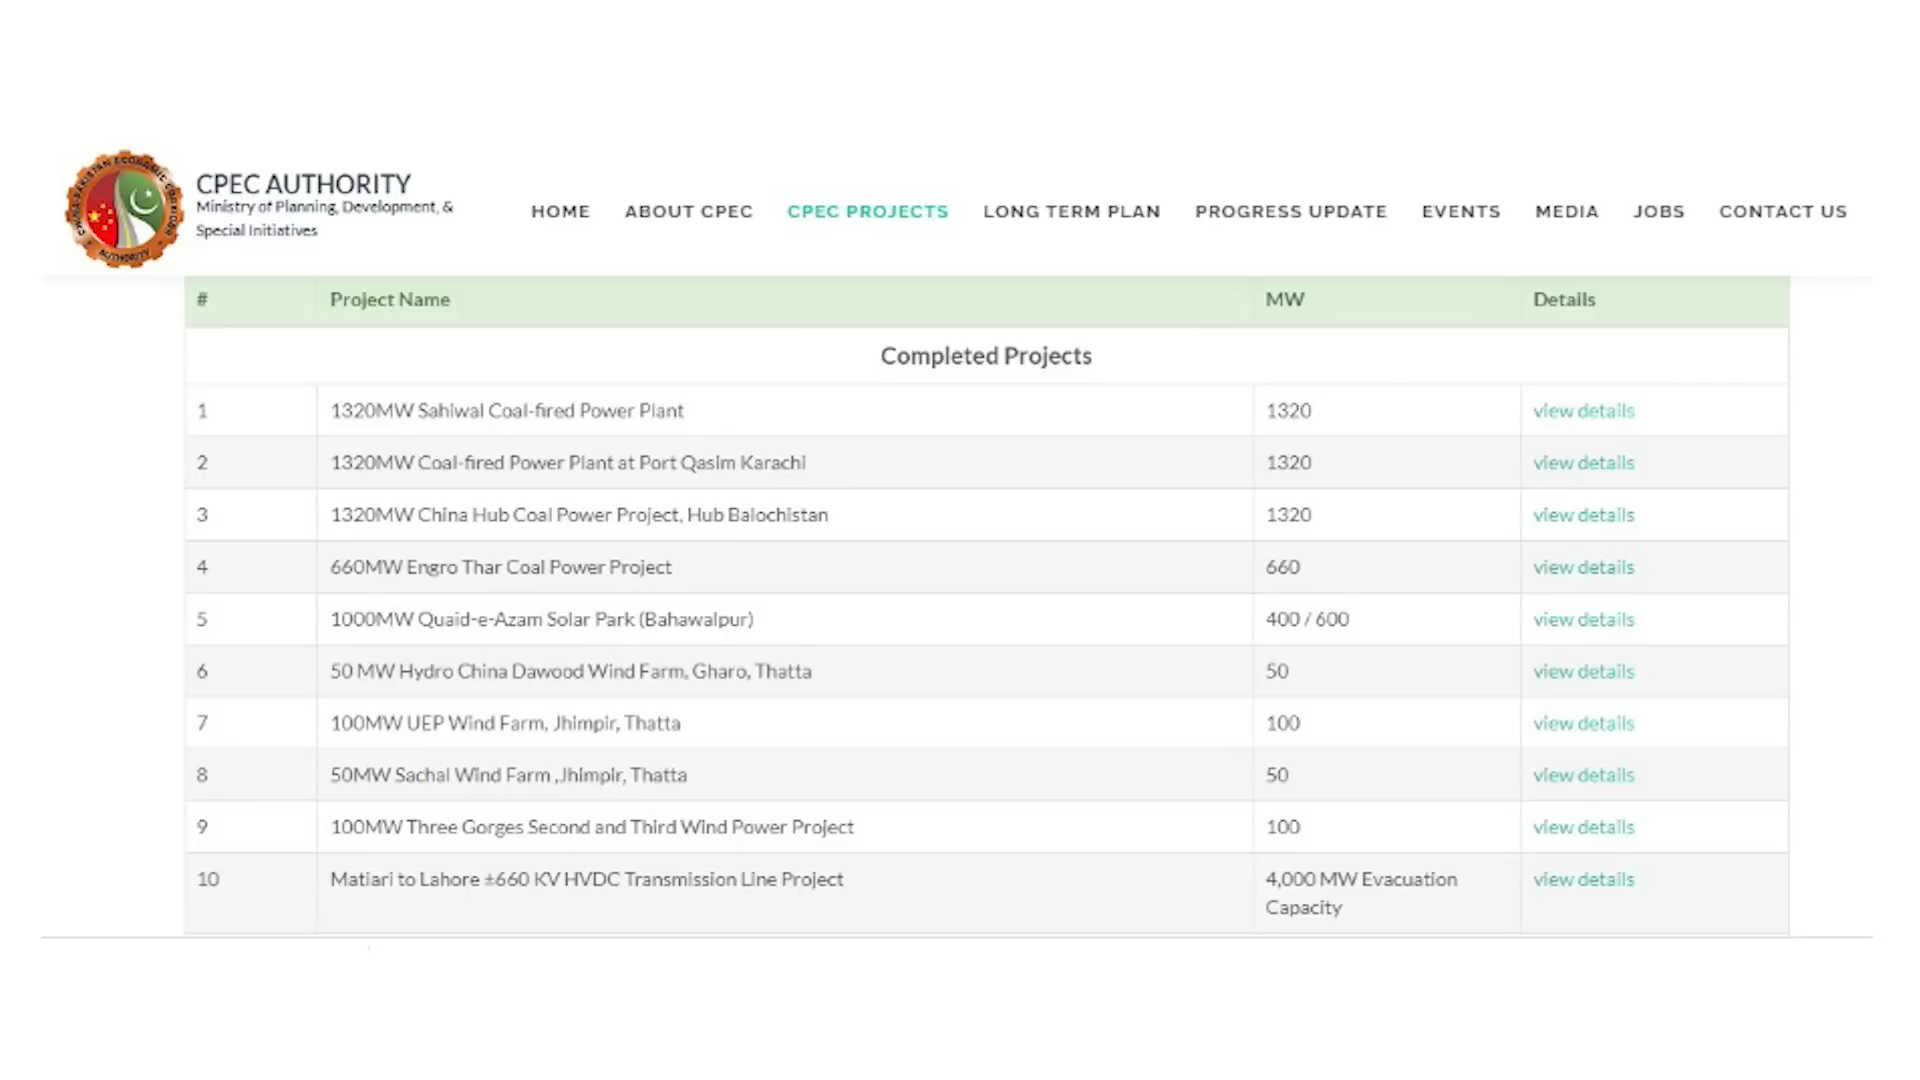 CHINA-PAKISTAN ECONOMIC CORRIDOR
AUTHORITY
CPEC AUTHORITY
Ministry of Planning, Development, &
Special Initiatives
HOME ABOUT CPEC CPEC PROJECTS LONG TERM PLAN PROGRESS UPDATE EVENTS MEDIA JOBS CONTACT US
# Project Name MW Details
Completed Projects
1 1320MW Sahiwal Coal-fired Power Plant 1320 view details
2 1320MW Coal-fired Power Plant at Port Qasim Karachi 1320 view details
3 1320MW China Hub Coal Power Project, Hub Balochistan 1320 view details
4 660MW Engro Thar Coal Power Project 660 view details
5 1000MW Quaid-e-Azam Solar Park (Bahawalpur) 400 / 600 view details
6 50 MW Hydro China Dawood Wind Farm, Gharo, Thatta 50 view details
7 100MW UEP Wind Farm, Jhimpir, Thatta 100 view details
8 50MW Sachal Wind Farm ,Jhimpir, Thatta 50 view details
9 100MW Three Gorges Second and Third Wind Power Project 100 view details
10 Matiari to Lahore ±660 KV HVDC Transmission Line Project 4,000 MW Evacuation view details
Capacity